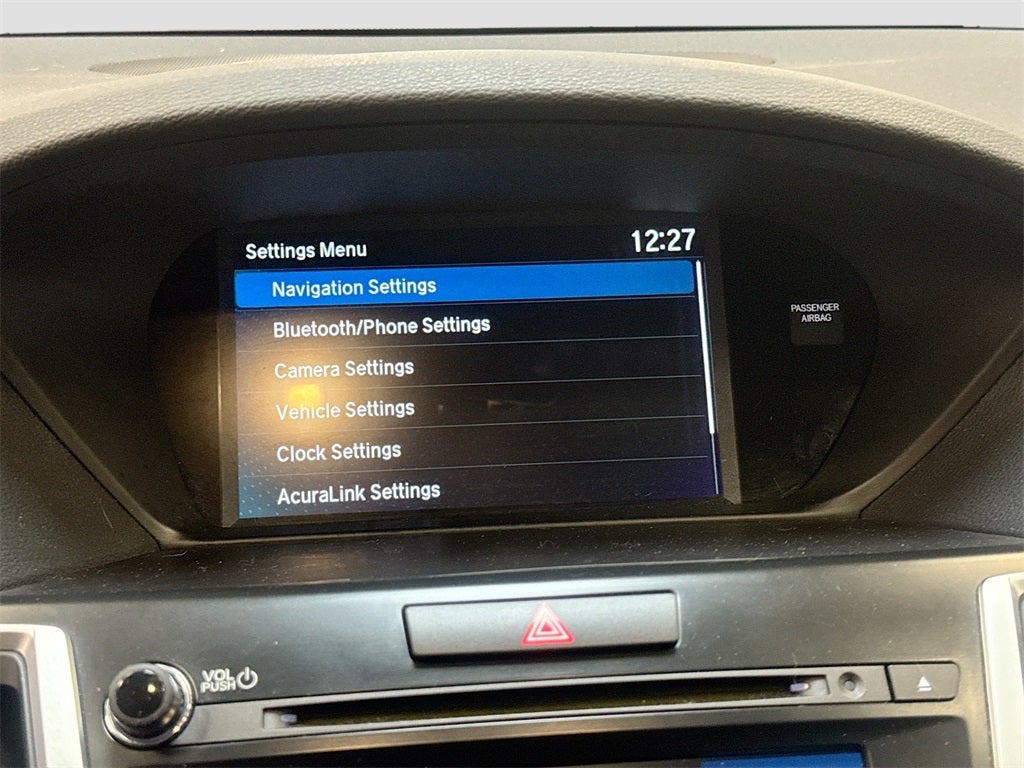 Settings Menu
12:27
Navigation Settings
Bluetooth/Phone Settings
Camera Settings
Vehicle Settings
Clock Settings
AcuraLink Settings
PASSENGER
AIRBAG
VOL
PUSH